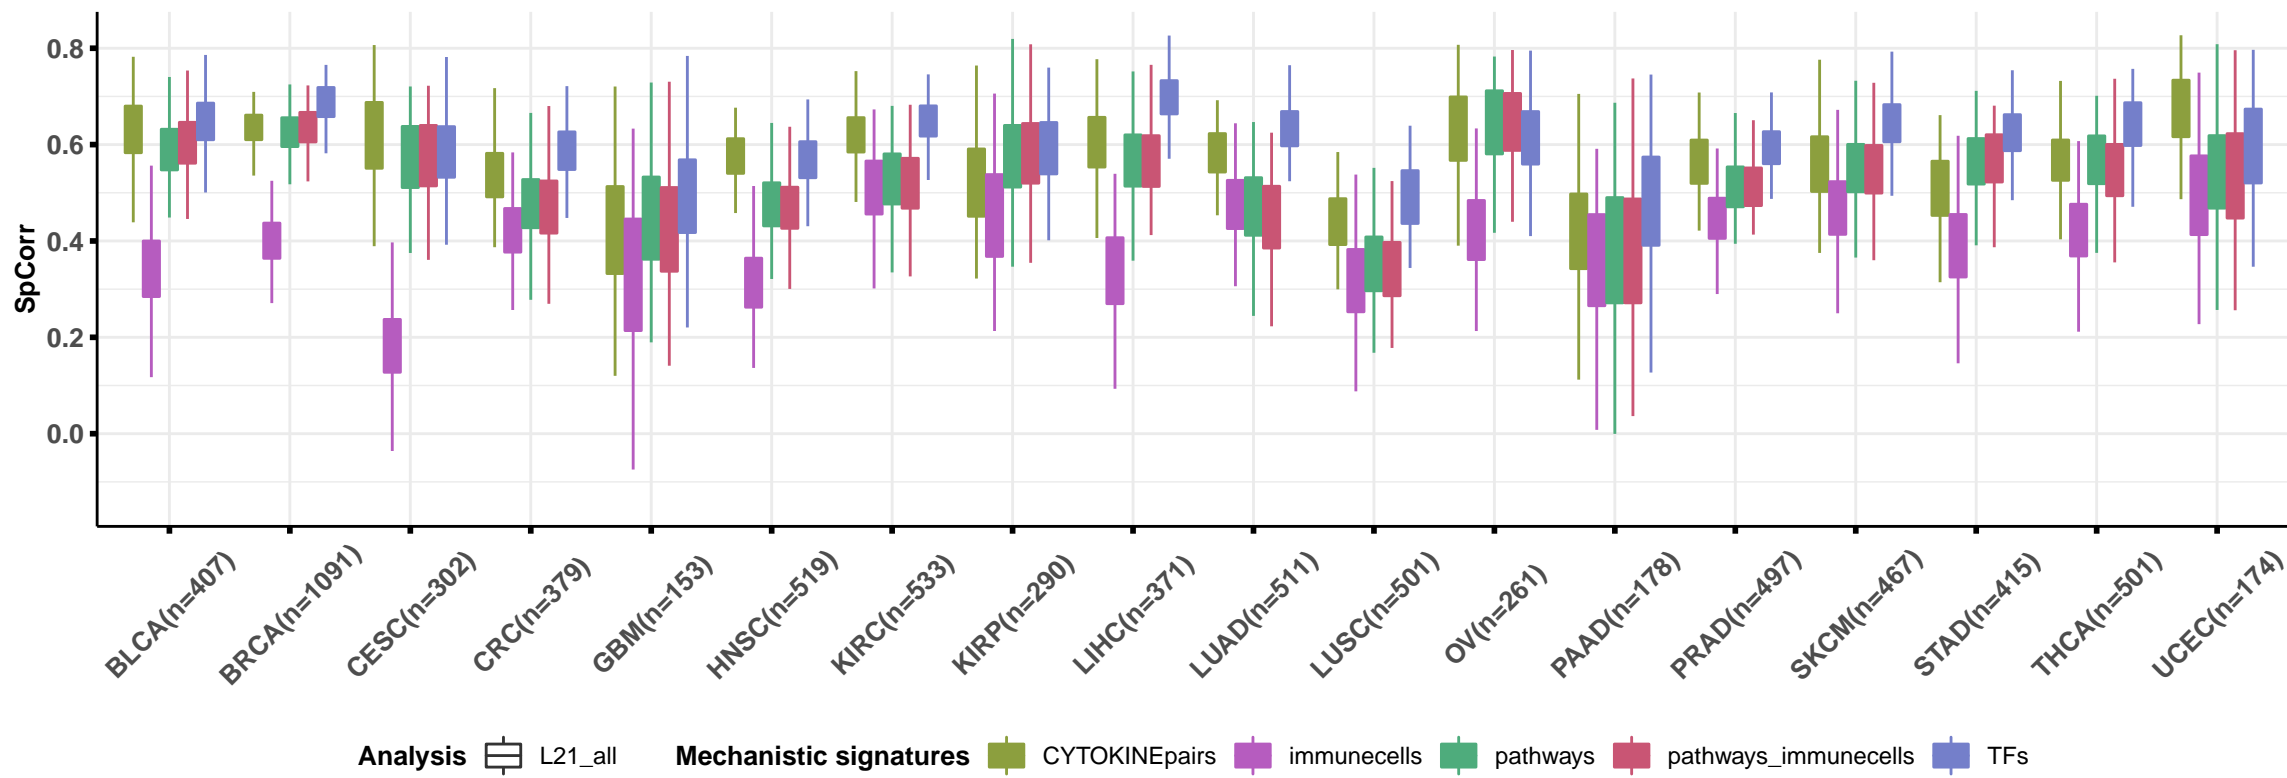 SpCorr
0.8
0.6
0.4
0.2
0.0
BLCA(n=407)
BRCA(n=1091)
CESC(n=302)
CRC(n=379)
GBM(n=153)
HNSC(n=519)
KIRC(n=533)
KIRP(n=290)
LIHC(n=371)
LUAD(n=511)
LUSC(n=501)
OV(n=261)
PAAD(n=178)
PRAD(n=497)
SKCM(n=467)
STAD(n=415)
THCA(n=501)
UCEC(n=174)
Analysis L21_all Mechanistic signatures CYTOKINEpairs immunecells pathways pathways_immunecells TFs